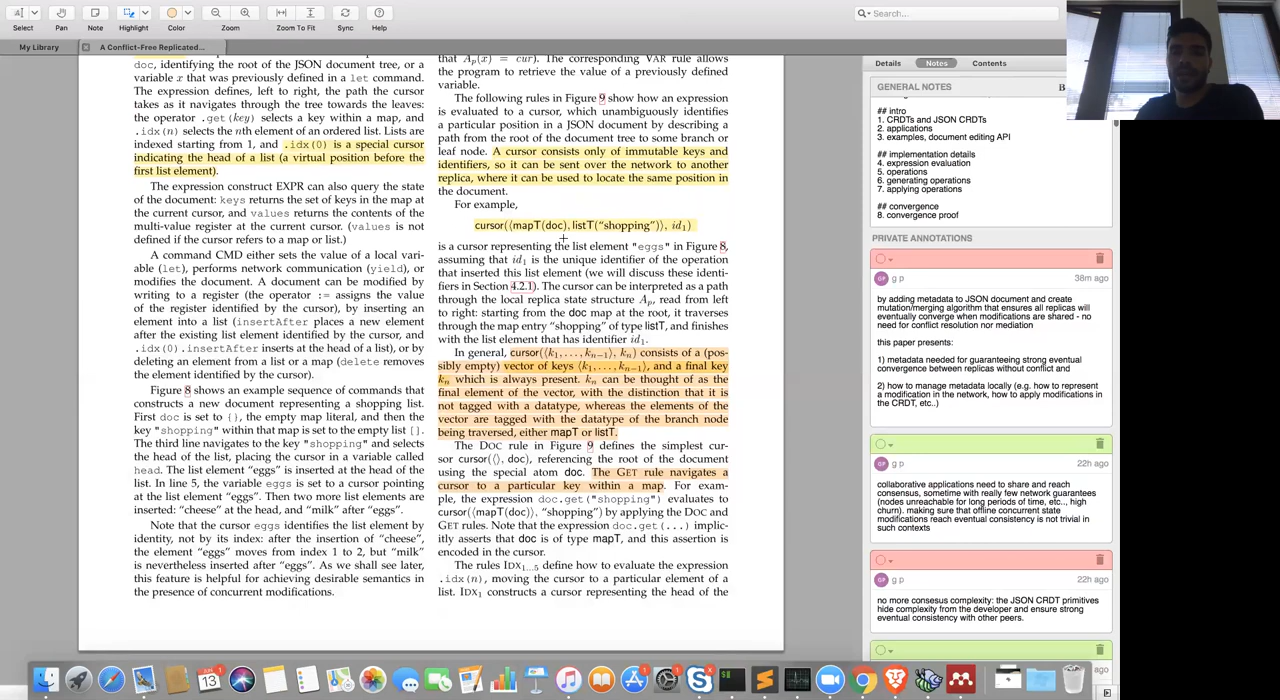 Select
Pan
Note
Highlight
Color
Zoom
Zoom To Fit
Sync
Help
Search...
My Library
A Conflict-Free Replicated...
doc, identifying the root of the JSON document tree, or a
variable x that was previously defined in a let command.
The expression defines, left to right, the path the cursor
takes as it navigates through the tree towards the leaves:
the operator .get(key) selects a key within a map, and
.idx(n) selects the nth element of an ordered list. Lists are
indexed starting from 1, and .idx(0) is a special cursor
indicating the head of a list (a virtual position before the
first list element).
The expression construct EXPR can also query the state
of the document: keys returns the set of keys in the map at
the current cursor, and values returns the contents of the
multi-value register at the current cursor. (values is not
defined if the cursor refers to a map or list.)
A command CMD either sets the value of a local vari-
able (let), performs network communication (yield), or
modifies the document. A document can be modified by
writing to a register (the operator := assigns the value
of the register identified by the cursor), by inserting an
element into a list (insertAfter places a new element
after the existing list element identified by the cursor, and
.idx(0).insertAfter inserts at the head of a list), or by
deleting an element from a list or a map (delete removes
the element identified by the cursor).
Figure 8 shows an example sequence of commands that
constructs a new document representing a shopping list.
First doc is set to {}, the empty map literal, and then the
key "shopping" within that map is set to the empty list [].
The third line navigates to the key "shopping" and selects
the head of the list, placing the cursor in a variable called
head. The list element “eggs” is inserted at the head of the
list. In line 5, the variable eggs is set to a cursor pointing
at the list element “eggs”. Then two more list elements are
inserted: “cheese” at the head, and “milk” after “eggs”.
Note that the cursor eggs identifies the list element by
identity, not by its index: after the insertion of “cheese”,
the element “eggs” moves from index 1 to 2, but “milk”
is nevertheless inserted after “eggs”. As we shall see later,
this feature is helpful for achieving desirable semantics in
the presence of concurrent modifications.
that Aₚ(x) = cur). The corresponding VAR rule allows
the program to retrieve the value of a previously defined
variable.
The following rules in Figure 9 show how an expression
is evaluated to a cursor, which unambiguously identifies
a particular position in a JSON document by describing a
path from the root of the document tree to some branch or
leaf node. A cursor consists only of immutable keys and
identifiers, so it can be sent over the network to another
replica, where it can be used to locate the same position in
the document.
For example,
cursor(⟨mapT(doc), listT(“shopping”)⟩, id₁)
is a cursor representing the list element "eggs" in Figure 8,
assuming that id₁ is the unique identifier of the operation
that inserted this list element (we will discuss these identi-
fiers in Section 4.2.1). The cursor can be interpreted as a path
through the local replica state structure Aₚ, read from left
to right: starting from the doc map at the root, it traverses
through the map entry “shopping” of type listT, and finishes
with the list element that has identifier id₁.
In general, cursor(⟨k₁, . . . , kₙ₋₁⟩, kₙ) consists of a (pos-
sibly empty) vector of keys ⟨k₁, . . . , kₙ₋₁⟩, and a final key
kₙ which is always present. kₙ can be thought of as the
final element of the vector, with the distinction that it is
not tagged with a datatype, whereas the elements of the
vector are tagged with the datatype of the branch node
being traversed, either mapT or listT.
The DOC rule in Figure 9 defines the simplest cur-
sor cursor(⟨⟩, doc), referencing the root of the document
using the special atom doc. The GET rule navigates a
cursor to a particular key within a map. For exam-
ple, the expression doc.get("shopping") evaluates to
cursor(⟨mapT(doc)⟩, “shopping”) by applying the DOC and
GET rules. Note that the expression doc.get(...) implic-
itly asserts that doc is of type mapT, and this assertion is
encoded in the cursor.
The rules IDX₁...₅ define how to evaluate the expression
.idx(n), moving the cursor to a particular element of a
list. IDX₁ constructs a cursor representing the head of the
Details
Notes
Contents
GENERAL NOTES
B
## intro
1. CRDTs and JSON CRDTs
2. applications
3. examples, document editing API
## implementation details
4. expression evaluation
5. operations
6. generating operations
7. applying operations
## convergence
8. convergence proof
PRIVATE ANNOTATIONS
GP g p 38m ago
by adding metadata to JSON document and create
mutation/merging algorithm that ensures all replicas will
eventually converge when modifications are shared - no
need for conflict resolution nor mediation
this paper presents:
1) metadata needed for guaranteeing strong eventual
convergence between replicas without conflict and
2) how to manage metadata locally (e.g. how to represent
a modification in the network, how to apply modifications in
the CRDT, etc..)
GP g p 22h ago
collaborative applications need to share and reach
consensus, sometime with really few network guarantees
(nodes unreachable for long periods of time, etc.., high
churn). making sure that offline concurrent state
modifications reach eventual consistency is not trivial in
such contexts
GP g p 22h ago
no more consesus complexity: the JSON CRDT primitives
hide complexity from the developer and ensure strong
eventual consistency with other peers.
ago
13